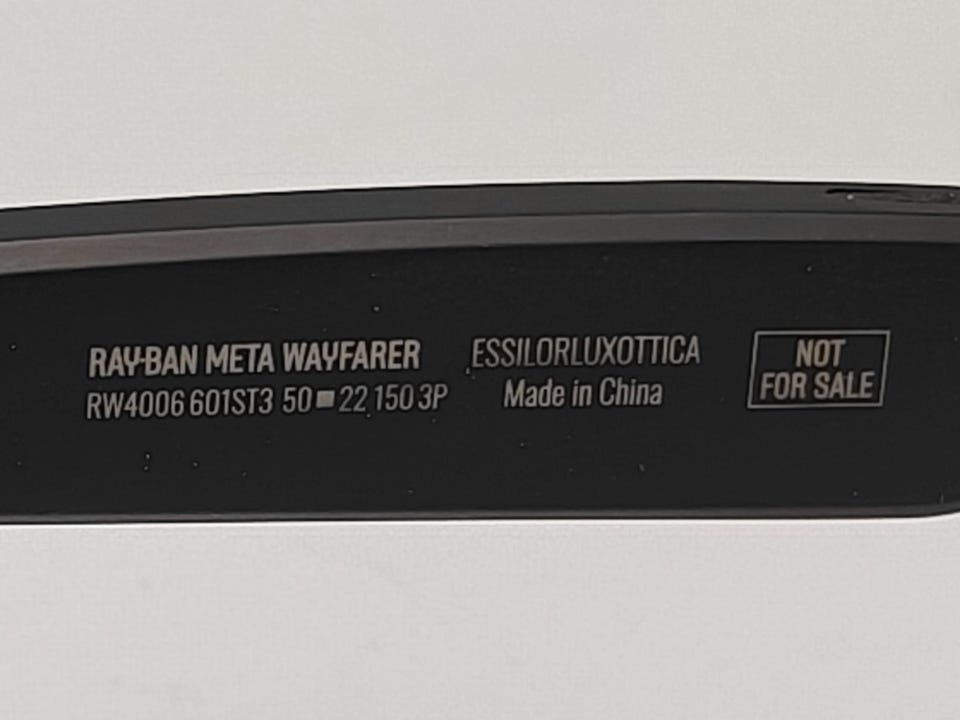 RAY-BAN META WAYFARER
RW4006 601ST3 50■22 150 3P
ESSILORLUXOTTICA
Made in China
NOT
FOR SALE